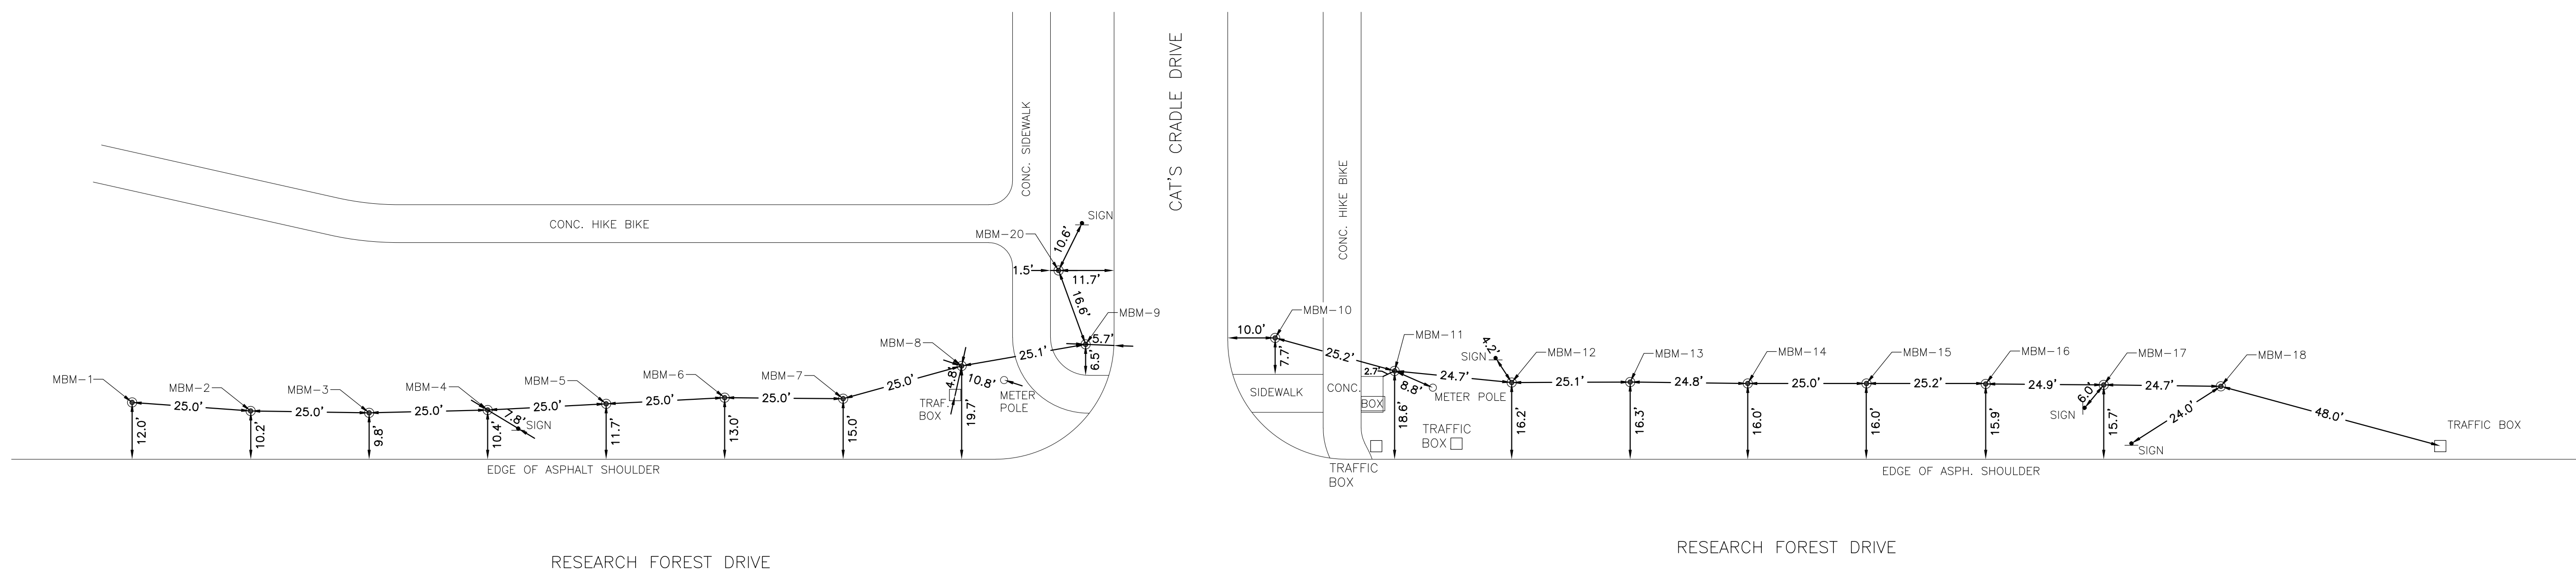 CAT'S CRADLE DRIVE
CONC. SIDEWALK
CONC. HIKE BIKE
SIGN
MBM-20
10.6'
1.5'
11.7'
16.6'
MBM-9
5.7'
6.5'
25.1'
MBM-8
4.8'
10.8'
METER
POLE
TRAF.
BOX
19.7'
MBM-1
25.0'
12.0'
MBM-2
25.0'
10.2'
MBM-3
25.0'
9.8'
MBM-4
25.0'
7.8'
SIGN
10.4'
MBM-5
25.0'
11.7'
MBM-6
25.0'
13.0'
MBM-7
25.0'
15.0'
EDGE OF ASPHALT SHOULDER
RESEARCH FOREST DRIVE
CONC. HIKE BIKE
MBM-10
10.0'
7.7'
25.2'
SIDEWALK
CONC.
BOX
2.7'
MBM-11
24.7'
8.8'
METER POLE
18.6'
TRAFFIC
BOX
TRAFFIC
BOX
4.2'
SIGN
MBM-12
25.1'
16.2'
MBM-13
24.8'
16.3'
MBM-14
25.0'
16.0'
MBM-15
25.2'
16.0'
MBM-16
24.9'
15.9'
MBM-17
24.7'
6.0'
SIGN
15.7'
MBM-18
24.0'
SIGN
48.0'
TRAFFIC BOX
EDGE OF ASPH. SHOULDER
RESEARCH FOREST DRIVE